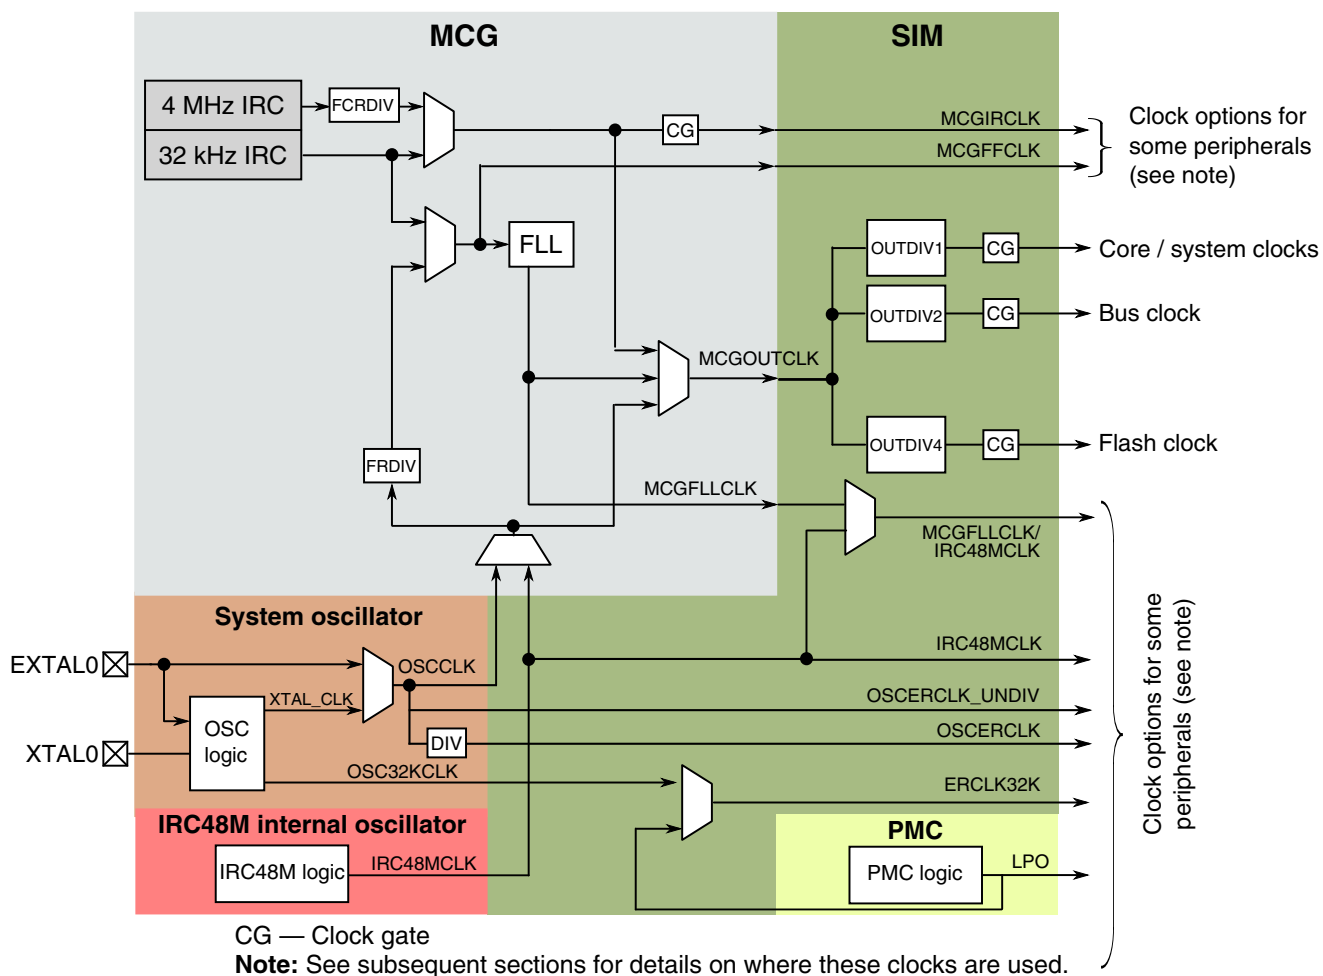 MCG
SIM
4 MHz IRC
FCRDIV
32 kHz IRC
CG
MCGIRCLK
MCGFFCLK
Clock options for
some peripherals
(see note)
FLL
OUTDIV1
CG
Core / system clocks
OUTDIV2
CG
Bus clock
MCGOUTCLK
OUTDIV4
CG
Flash clock
FRDIV
MCGFLLCLK
MCGFLLCLK/
IRC48MCLK
System oscillator
EXTAL0
OSCCLK
IRC48MCLK
XTAL_CLK
OSCERCLK_UNDIV
OSC
logic
XTAL0
DIV
OSCERCLK
OSC32KCLK
ERCLK32K
Clock options for some
peripherals (see note)
IRC48M internal oscillator
IRC48M logic
IRC48MCLK
PMC
PMC logic
LPO
CG — Clock gate
Note: See subsequent sections for details on where these clocks are used.